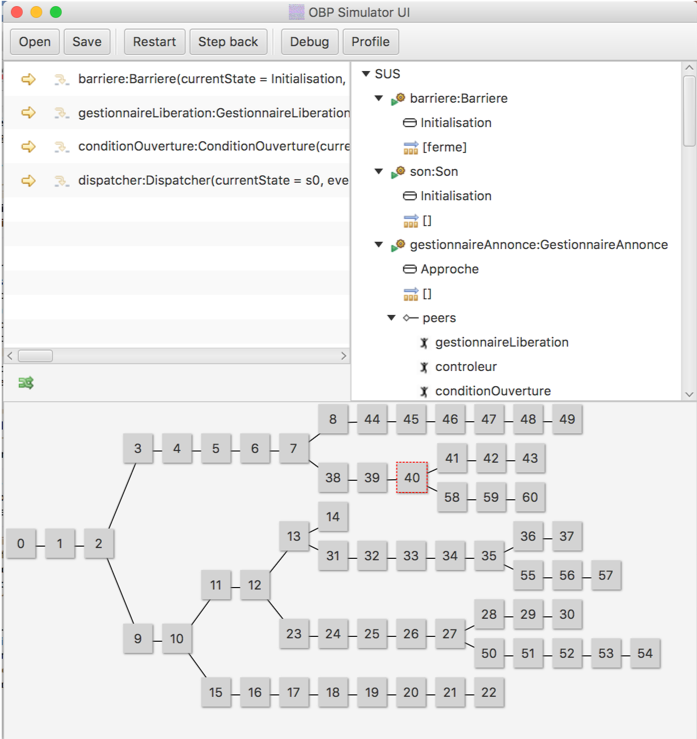 OBP Simulator UI
Open Save Restart Step back Debug Profile
barriere:Barriere(currentState = Initialisation,
gestionnaireLiberation:GestionnaireLiberation
conditionOuverture:ConditionOuverture(curre
dispatcher:Dispatcher(currentState = s0, eve
SUS
barriere:Barriere
Initialisation
[ferme]
son:Son
Initialisation
[]
gestionnaireAnnonce:GestionnaireAnnonce
Approche
[]
peers
gestionnaireLiberation
controleur
conditionOuverture
8 44 45 46 47 48 49
3 4 5 6 7
41 42 43
38 39 40
58 59 60
14
13
36 37
0 1 2
31 32 33 34 35
55 56 57
11 12
28 29 30
23 24 25 26 27
9 10
50 51 52 53 54
15 16 17 18 19 20 21 22